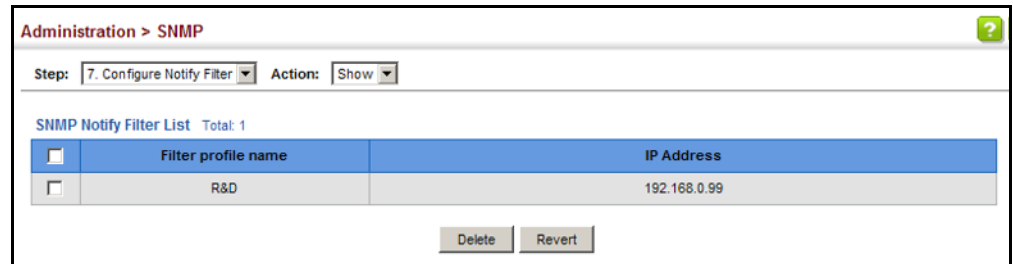 Administration > SNMP
?
Step: 7. Configure Notify Filter Action: Show
SNMP Notify Filter List Total: 1
Filter profile name IP Address
R&D 192.168.0.99
Delete Revert